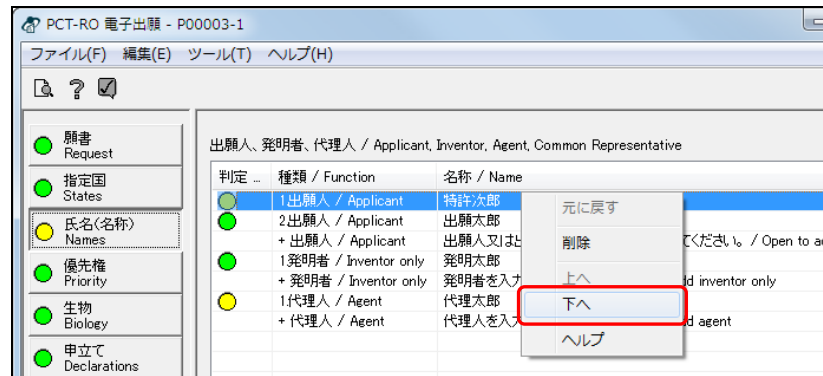 PCT-RO 電子出願 - P00003-1
ファイル(F) 編集(E) ツール(T) ヘルプ(H)
願書
Request
指定国
States
氏名(名称)
Names
優先権
Priority
生物
Biology
申立て
Declarations
出願人、発明者、代理人 / Applicant, Inventor, Agent, Common Representative
判定 ... 種類 / Function 名称 / Name
1出願人 / Applicant 特許次郎
2出願人 / Applicant 出願太郎
+ 出願人 / Applicant 出願人又は てください。 / Open to a
1発明者 / Inventor only 発明太郎
+ 発明者 / Inventor only 発明者を入 d inventor only
1代理人 / Agent 代理太郎
+ 代理人 / Agent 代理人を入 d agent
元に戻す
削除
上へ
下へ
ヘルプ